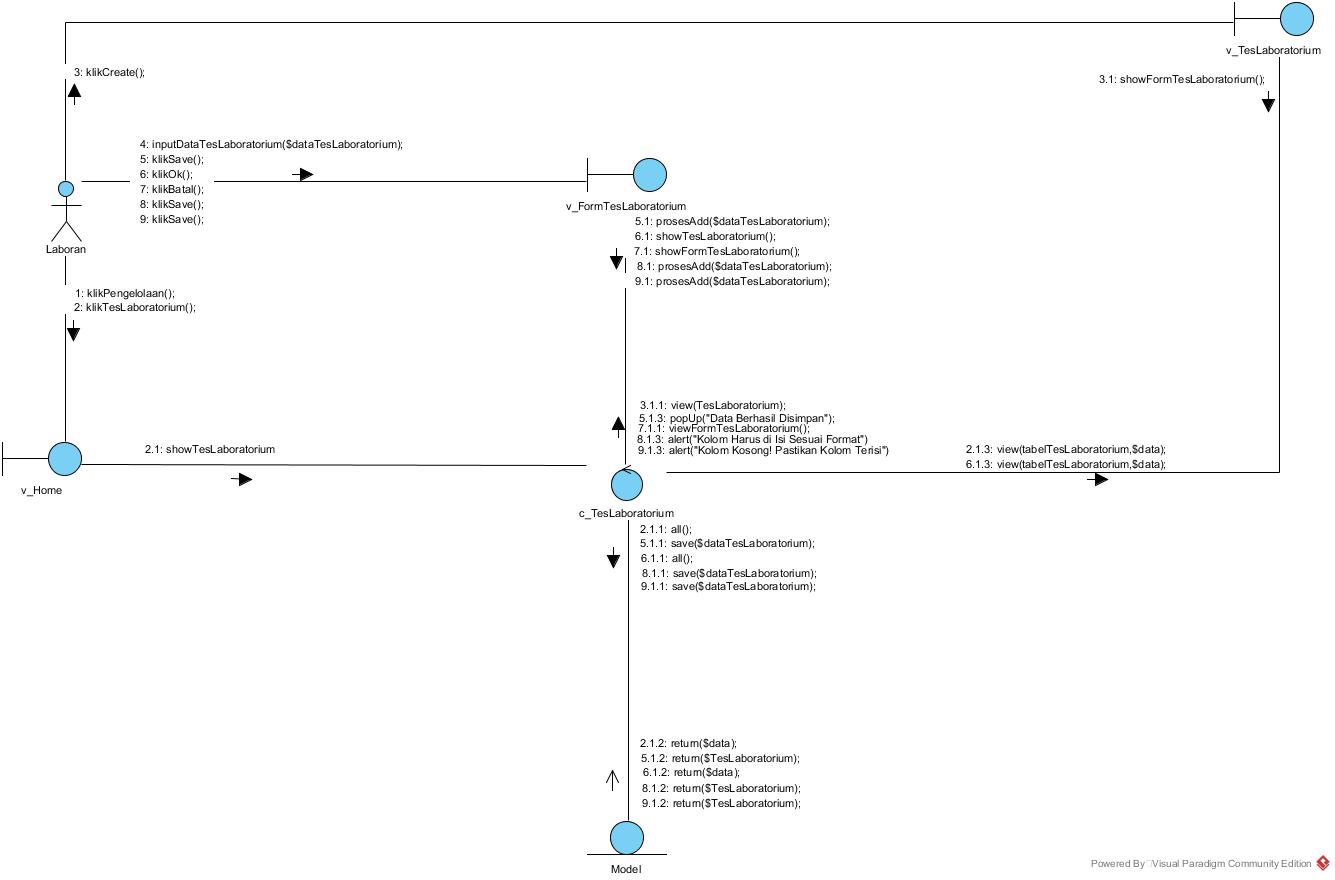 v_TesLaboratorium
3: klikCreate();
3.1: showFormTesLaboratorium();
4: inputDataTesLaboratorium($dataTesLaboratorium);
5: klikSave();
6: klikOk();
7: klikBatal();
8: klikSave();
9: klikSave();
v_FormTesLaboratorium
5.1: prosesAdd($dataTesLaboratorium);
6.1: showTesLaboratorium();
7.1: showFormTesLaboratorium();
8.1: prosesAdd($dataTesLaboratorium);
9.1: prosesAdd($dataTesLaboratorium);
Laboran
1: klikPengelolaan();
2: klikTesLaboratorium();
3.1.1: view(TesLaboratorium);
5.1.3: popUp("Data Berhasil Disimpan");
7.1.1: viewFormTesLaboratorium();
8.1.3: alert("Kolom Harus di Isi Sesuai Format")
9.1.3: alert("Kolom Kosong! Pastikan Kolom Terisi")
2.1: showTesLaboratorium
2.1.3: view(tabelTesLaboratorium,$data);
6.1.3: view(tabelTesLaboratorium,$data);
v_Home
c_TesLaboratorium
2.1.1: all();
5.1.1: save($dataTesLaboratorium);
6.1.1: all();
8.1.1: save($dataTesLaboratorium);
9.1.1: save($dataTesLaboratorium);
2.1.2: return($data);
5.1.2: return($TesLaboratorium);
6.1.2: return($data);
8.1.2: return($TesLaboratorium);
9.1.2: return($TesLaboratorium);
Model
Powered By Visual Paradigm Community Edition